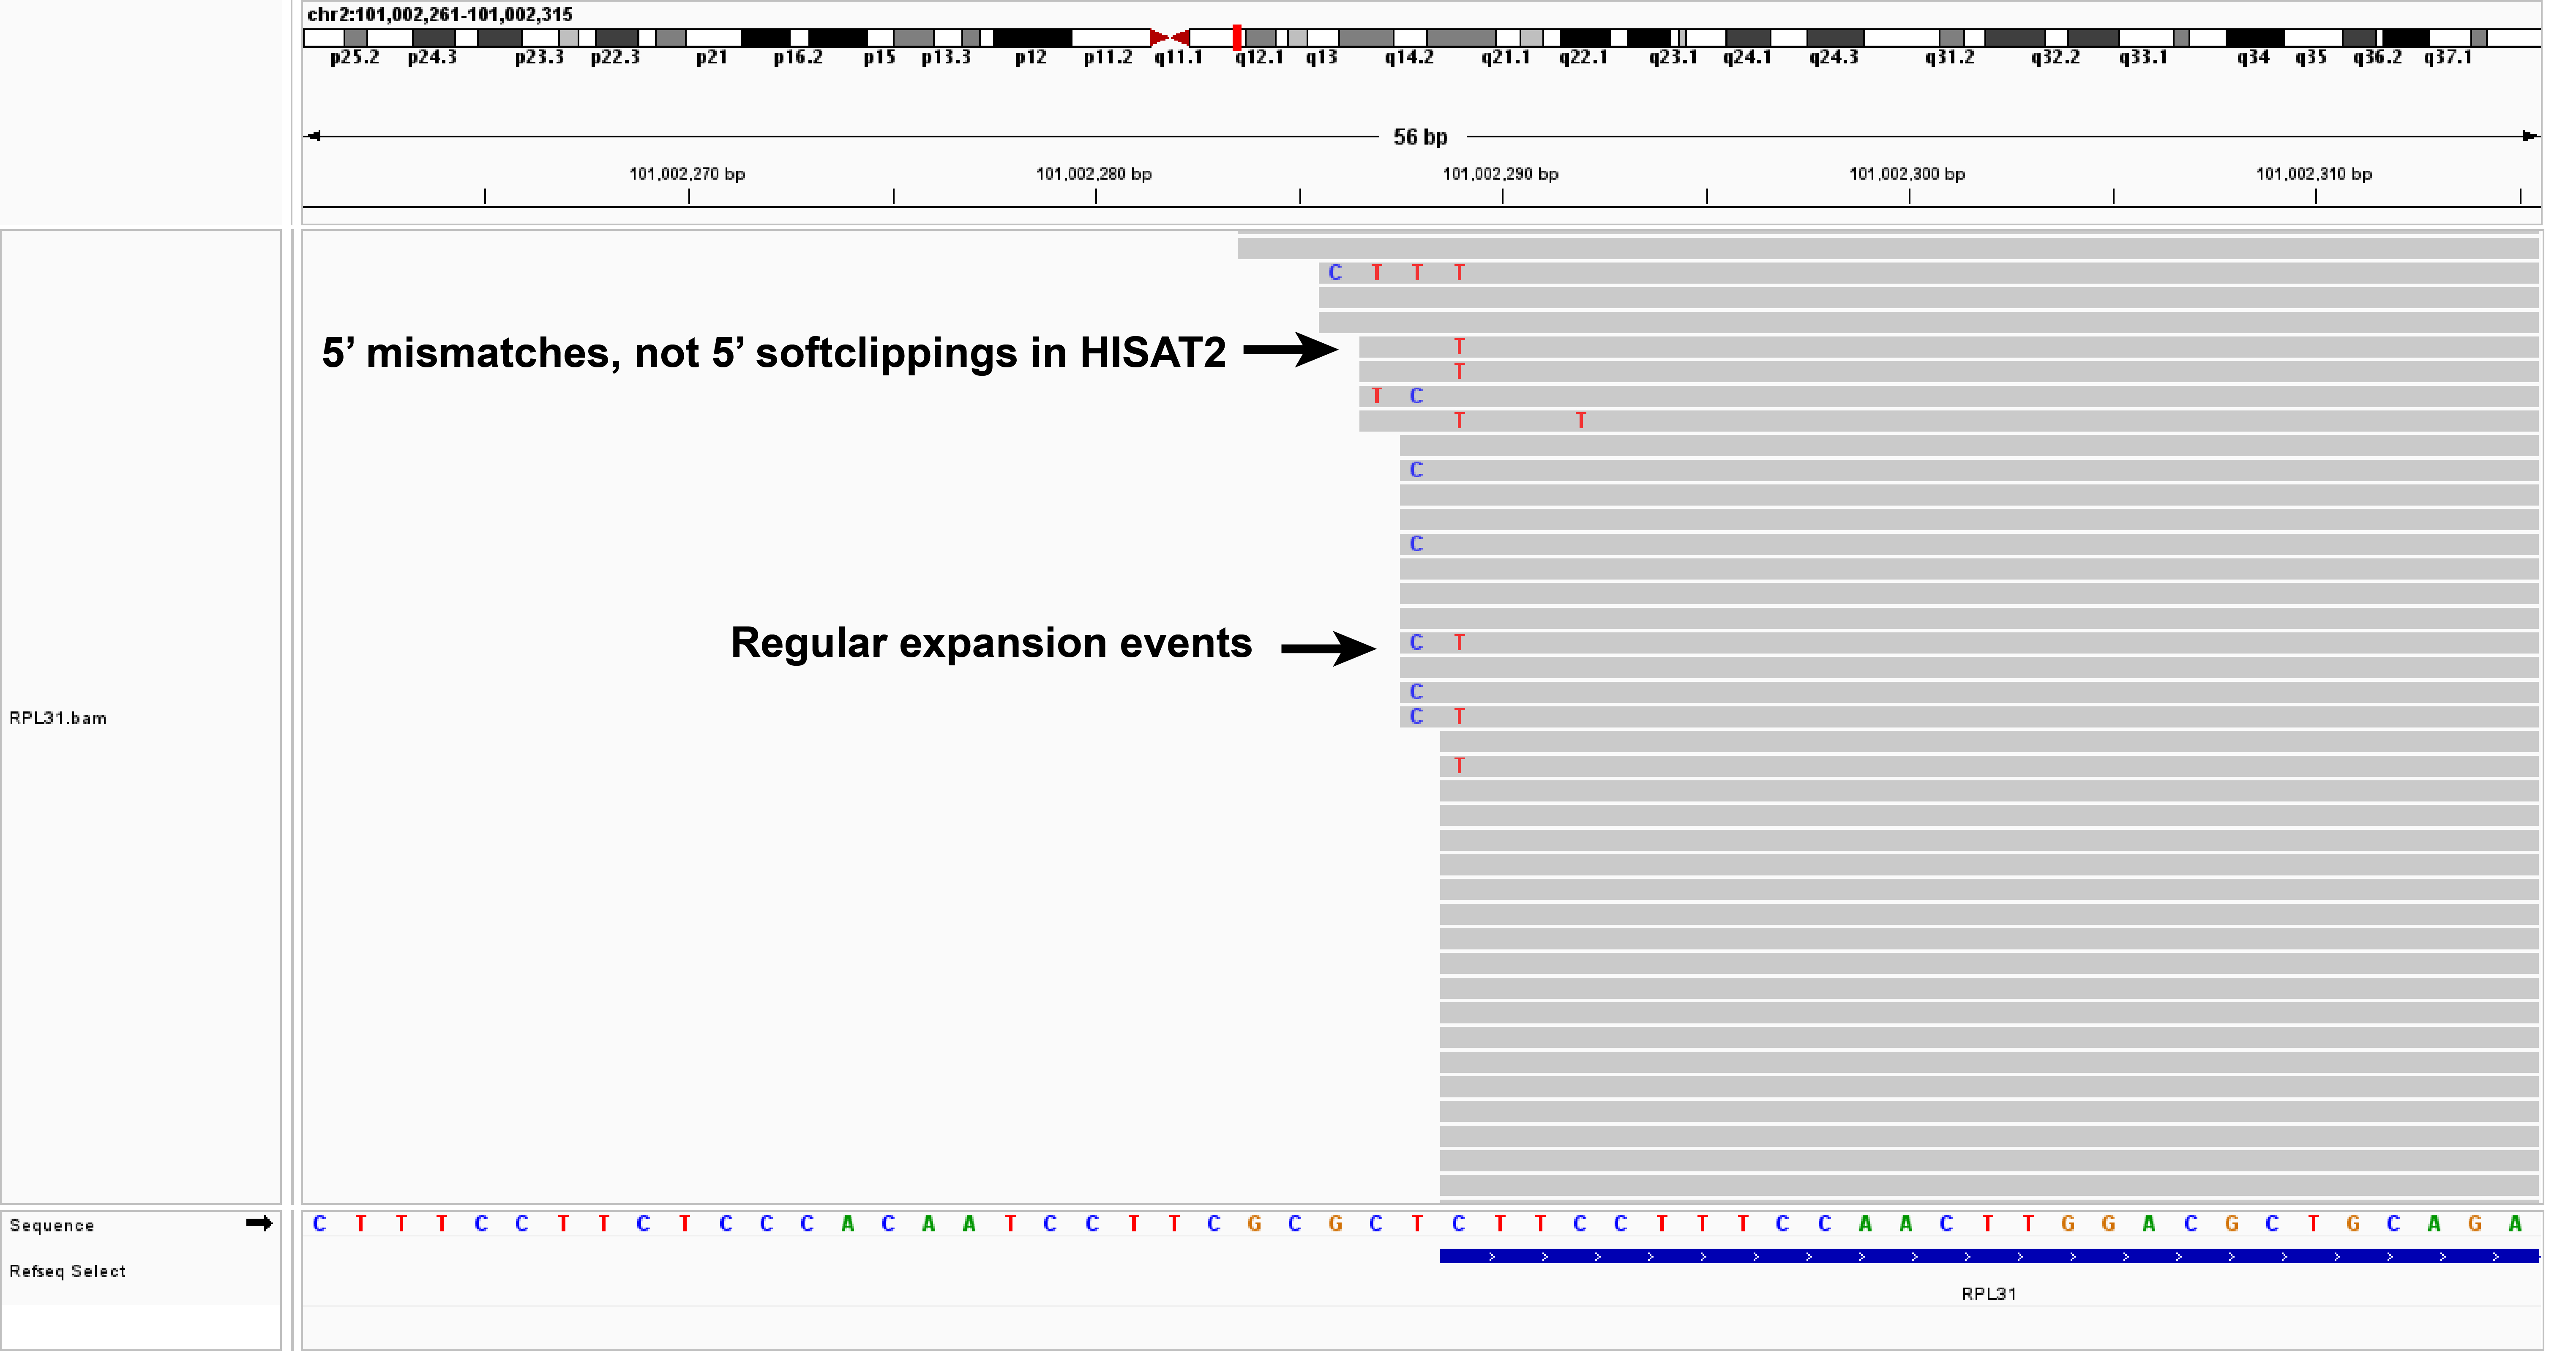 chr2:101,002,261-101,002,315
p25.2 p24.3 p23.3 p22.3 p21 p16.2 p15 p13.3 p12 p11.2 q11.1 q12.1 q13 q14.2 q21.1 q22.1 q23.1 q24.1 q24.3 q31.2 q32.2 q33.1 q34 q35 q36.2 q37.1
56 bp
101,002,270 bp 101,002,280 bp 101,002,290 bp 101,002,300 bp 101,002,310 bp
C T T T
5’ mismatches, not 5’ softclippings in HISAT2
T
T
T C
T T
C
C
Regular expansion events
C T
C
RPL31.bam
C T
T
Sequence
C T T T C C T T C T C C C A C A A T C C T T C G C G C T C T T C C T T T C C A A C T T G G A C G C T G C A G A
Refseq Select
RPL31